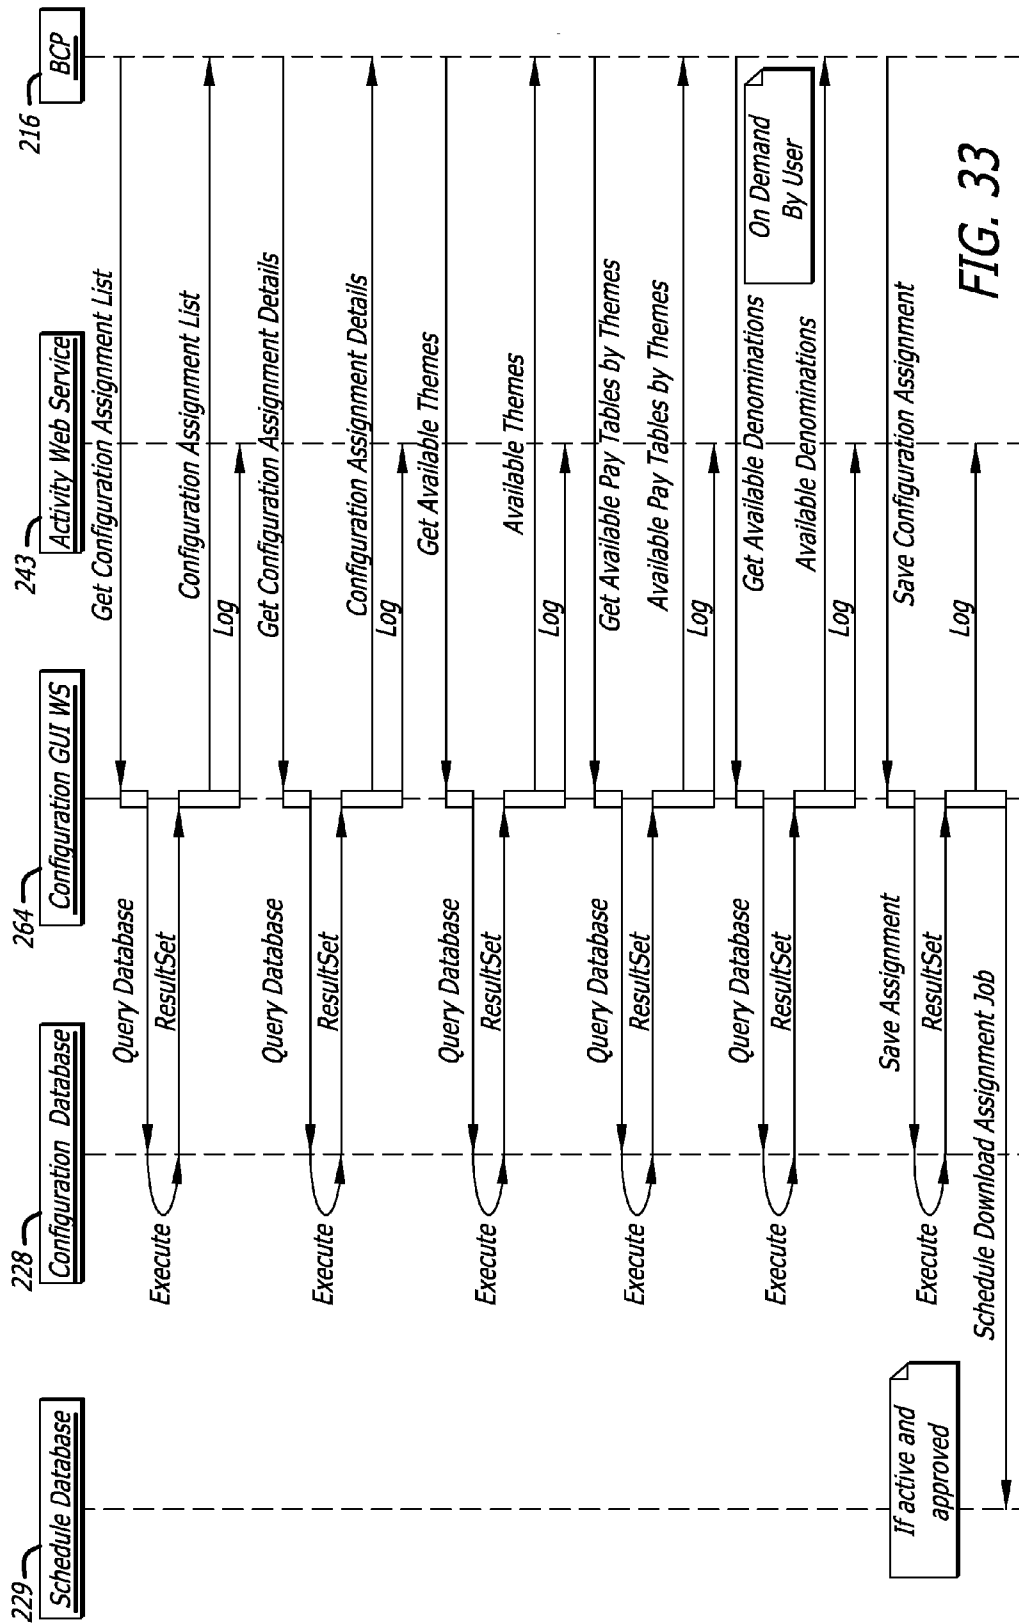 229
Schedule Database
228
Configuration Database
264
Configuration GUI WS
243
Activity Web Service
216
BCP
Get Configuration Assignment List
Query Database
Execute
ResultSet
Configuration Assignment List
Log
Get Configuration Assignment Details
Query Database
Execute
ResultSet
Configuration Assignment Details
Log
Get Available Themes
Query Database
Execute
ResultSet
Available Themes
Log
Get Available Pay Tables by Themes
Query Database
Execute
ResultSet
Available Pay Tables by Themes
Log
Get Available Denominations
On Demand
By User
Query Database
Execute
ResultSet
Available Denominations
Log
Save Configuration Assignment
Save Assignment
Execute
ResultSet
Log
If active and
approved
Schedule Download Assignment Job
FIG. 33